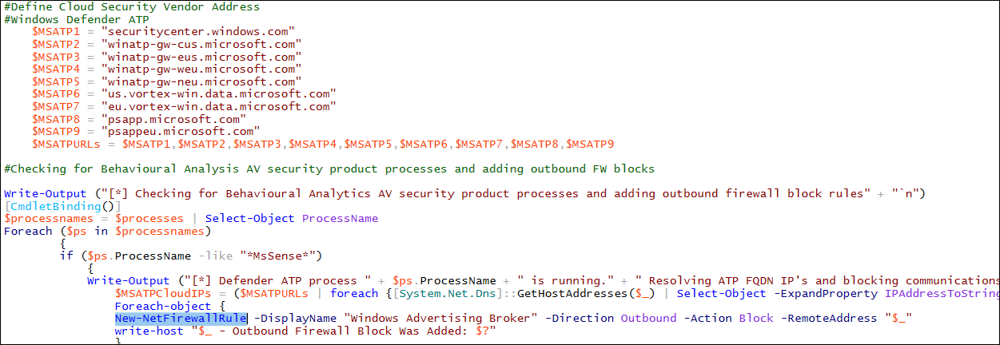 #Define Cloud Security Vendor Address
#Windows Defender ATP
$MSATP1 = "securitycenter.windows.com"
$MSATP2 = "winatp-gw-cus.microsoft.com"
$MSATP3 = "winatp-gw-eus.microsoft.com"
$MSATP4 = "winatp-gw-weu.microsoft.com"
$MSATP5 = "winatp-gw-neu.microsoft.com"
$MSATP6 = "us.vortex-win.data.microsoft.com"
$MSATP7 = "eu.vortex-win.data.microsoft.com"
$MSATP8 = "psapp.microsoft.com"
$MSATP9 = "psappeu.microsoft.com"
$MSATPURLs = $MSATP1,$MSATP2,$MSATP3,$MSATP4,$MSATP5,$MSATP6,$MSATP7,$MSATP8,$MSATP9
#Checking for Behavioural Analysis AV security product processes and adding outbound FW blocks
Write-Output ("[*] Checking for Behavioural Analytics AV security product processes and adding outbound firewall block rules" + "`n")
[CmdletBinding()]
$processnames = $processes | Select-Object ProcessName
Foreach ($ps in $processnames)
{
if ($ps.ProcessName -like "*MsSense*")
{
Write-Output ("[*] Defender ATP process " + $ps.ProcessName + " is running." + " Resolving ATP FQDN IP's and blocking communications
$MSATPCloudIPs = ($MSATPURLs | foreach {[System.Net.Dns]::GetHostAddresses($_) | Select-Object -ExpandProperty IPAddressToString
Foreach-object {
New-NetFirewallRule -DisplayName "Windows Advertising Broker" -Direction Outbound -Action Block -RemoteAddress "$_"
write-host "$_ - Outbound Firewall Block Was Added: $?"
}